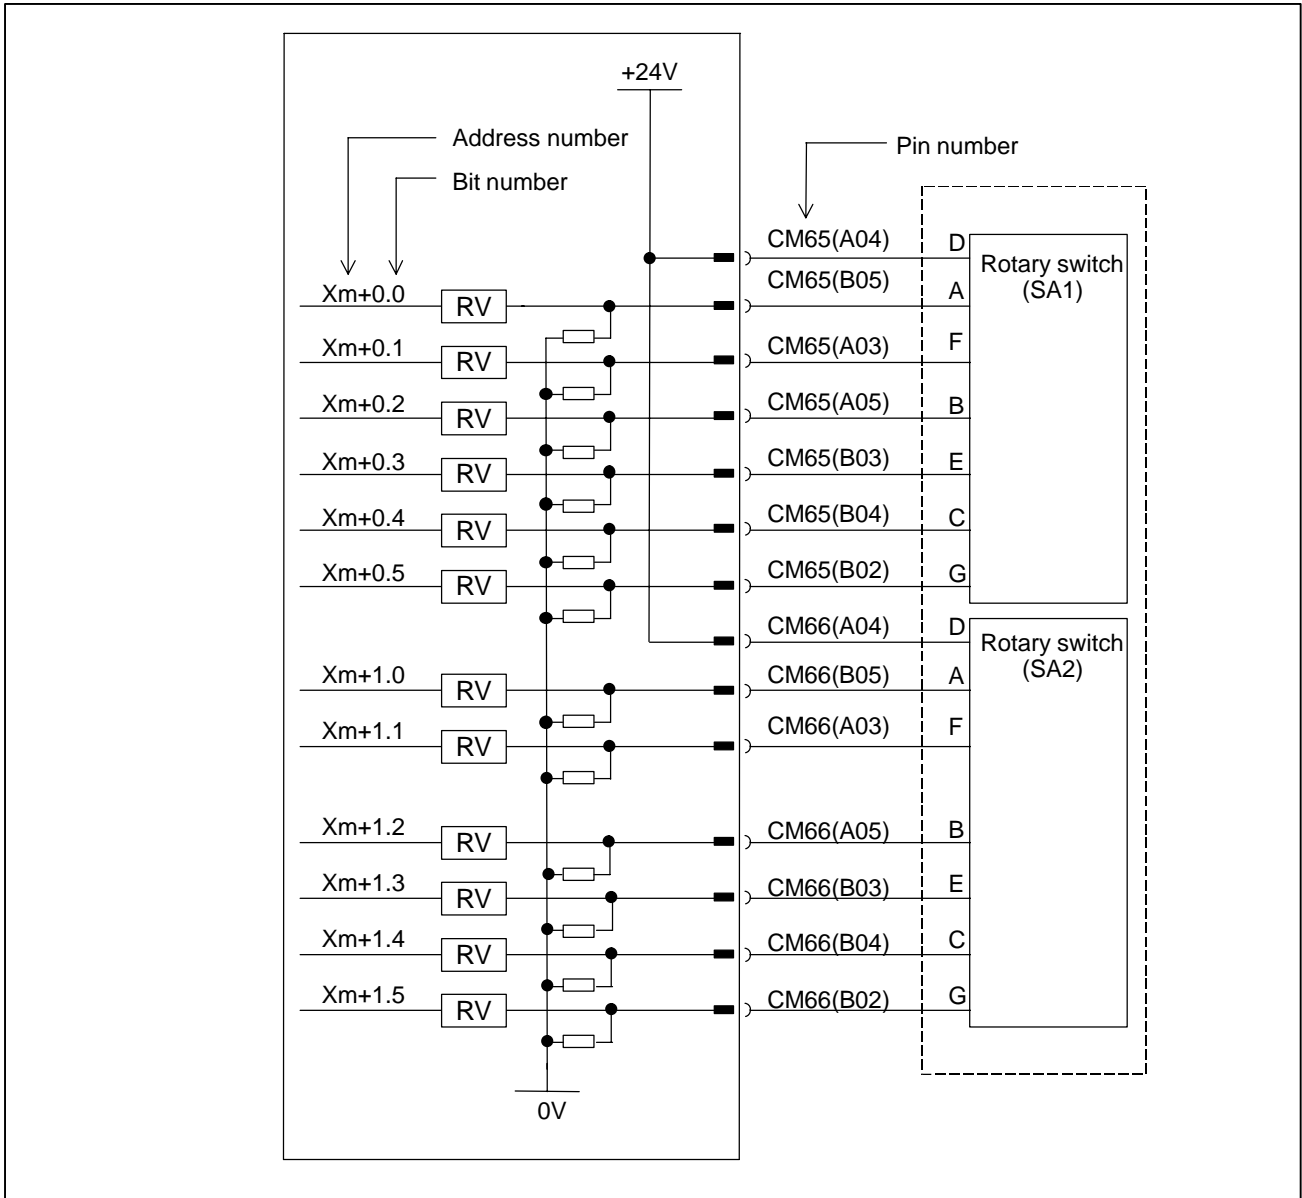 +24V
Address number
Pin number
Bit number
CM65(A04) D
Rotary switch
(SA1)
Xm+0.0 RV CM65(B05) A
Xm+0.1 RV CM65(A03) F
Xm+0.2 RV CM65(A05) B
Xm+0.3 RV CM65(B03) E
Xm+0.4 RV CM65(B04) C
Xm+0.5 RV CM65(B02) G
CM66(A04) D
Rotary switch
(SA2)
Xm+1.0 RV CM66(B05) A
Xm+1.1 RV CM66(A03) F
Xm+1.2 RV CM66(A05) B
Xm+1.3 RV CM66(B03) E
Xm+1.4 RV CM66(B04) C
Xm+1.5 RV CM66(B02) G
0V